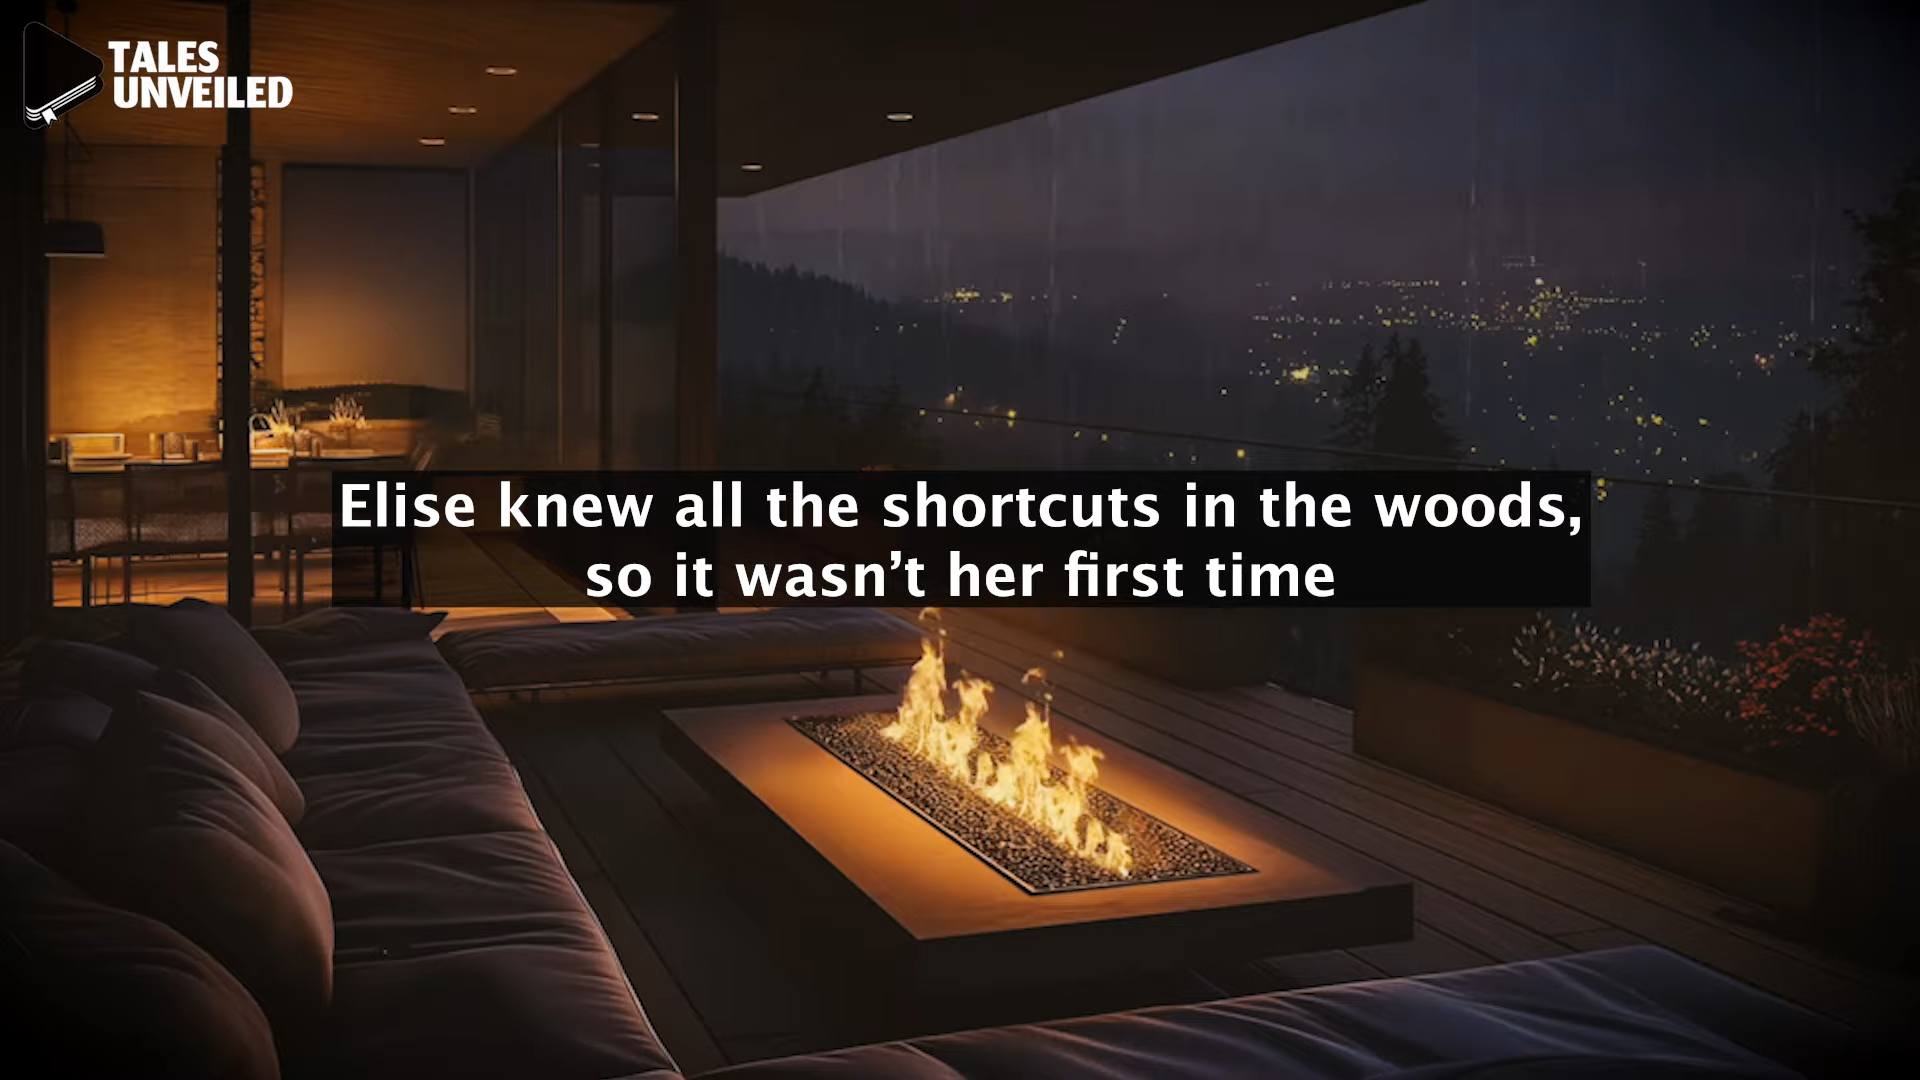 TALES
UNVEILED
Elise knew all the shortcuts in the woods,
so it wasn’t her first time